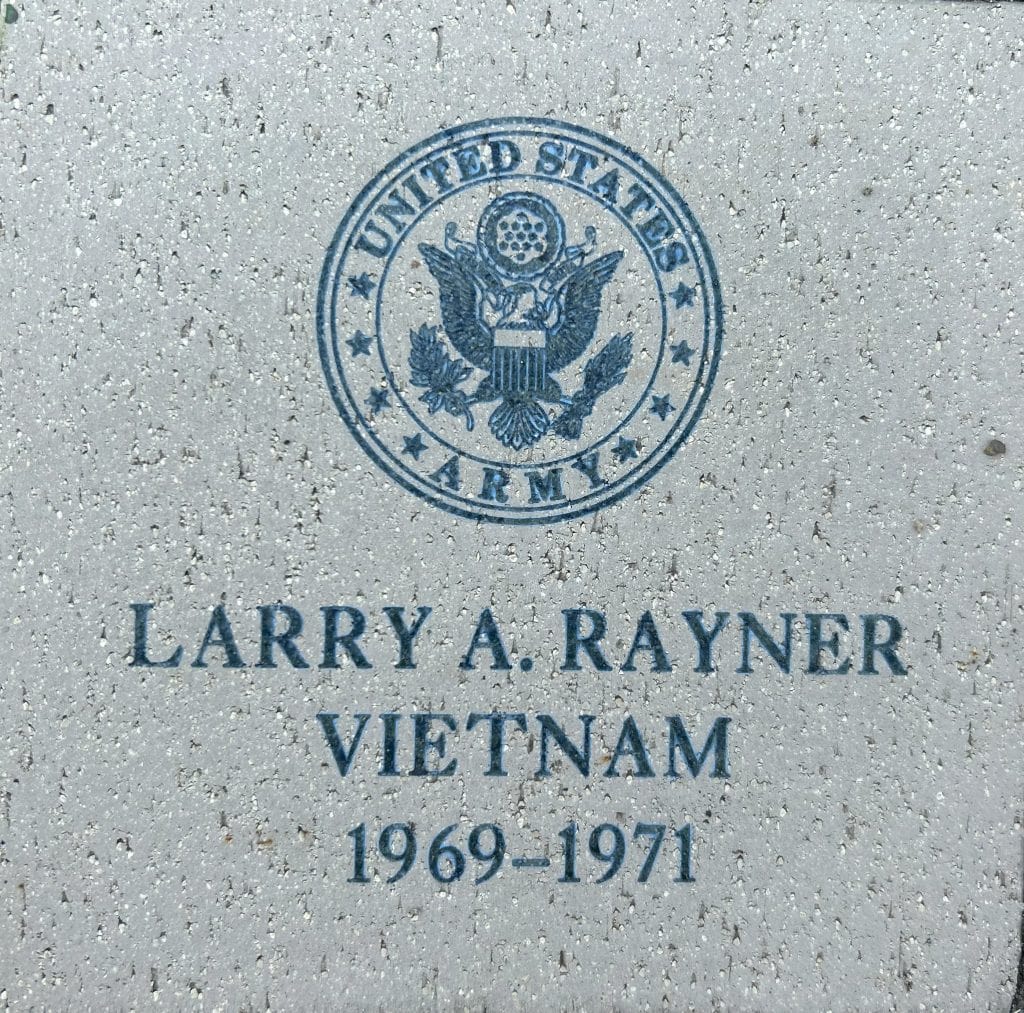 UNITED STATES
ARMY
LARRY A. RAYNER
VIETNAM
1969–1971